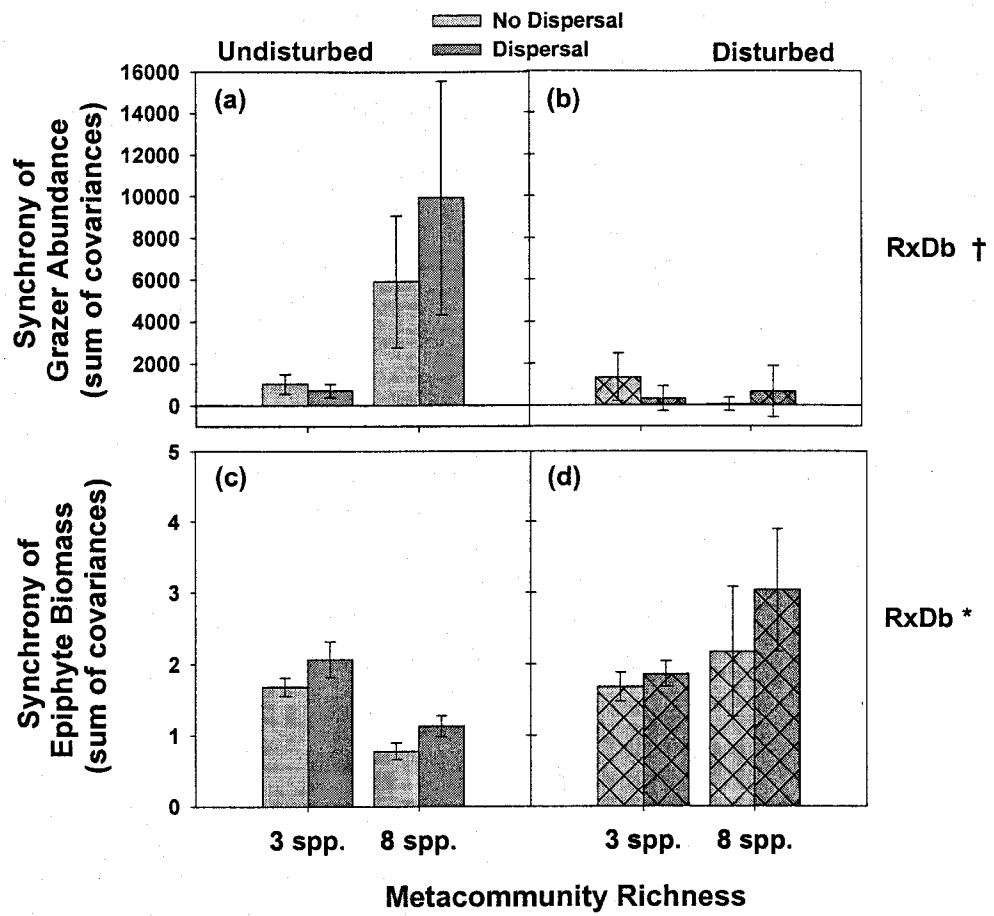 No Dispersal
Dispersal
Undisturbed
Disturbed
Synchrony of
Grazer Abundance
(sum of covariances)
16000
14000
12000
10000
8000
6000
4000
2000
0
(a)
(b)
RxDb †
Synchrony of
Epiphyte Biomass
(sum of covariances)
5
4
3
2
1
0
(c)
(d)
RxDb *
3 spp.
8 spp.
3 spp.
8 spp.
Metacommunity Richness